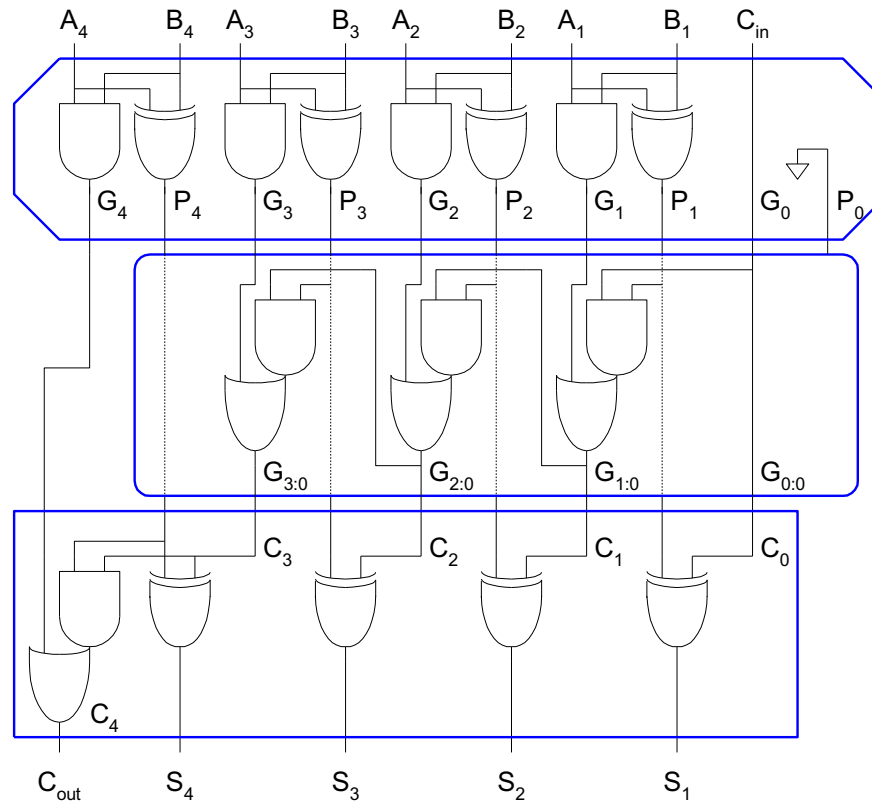 A4 B4 A3 B3 A2 B2 A1 B1 Cin
G4 P4 G3 P3 G2 P2 G1 P1 G0 P0
G3:0 G2:0 G1:0 G0:0
C3 C2 C1 C0
C4
Cout S4 S3 S2 S1